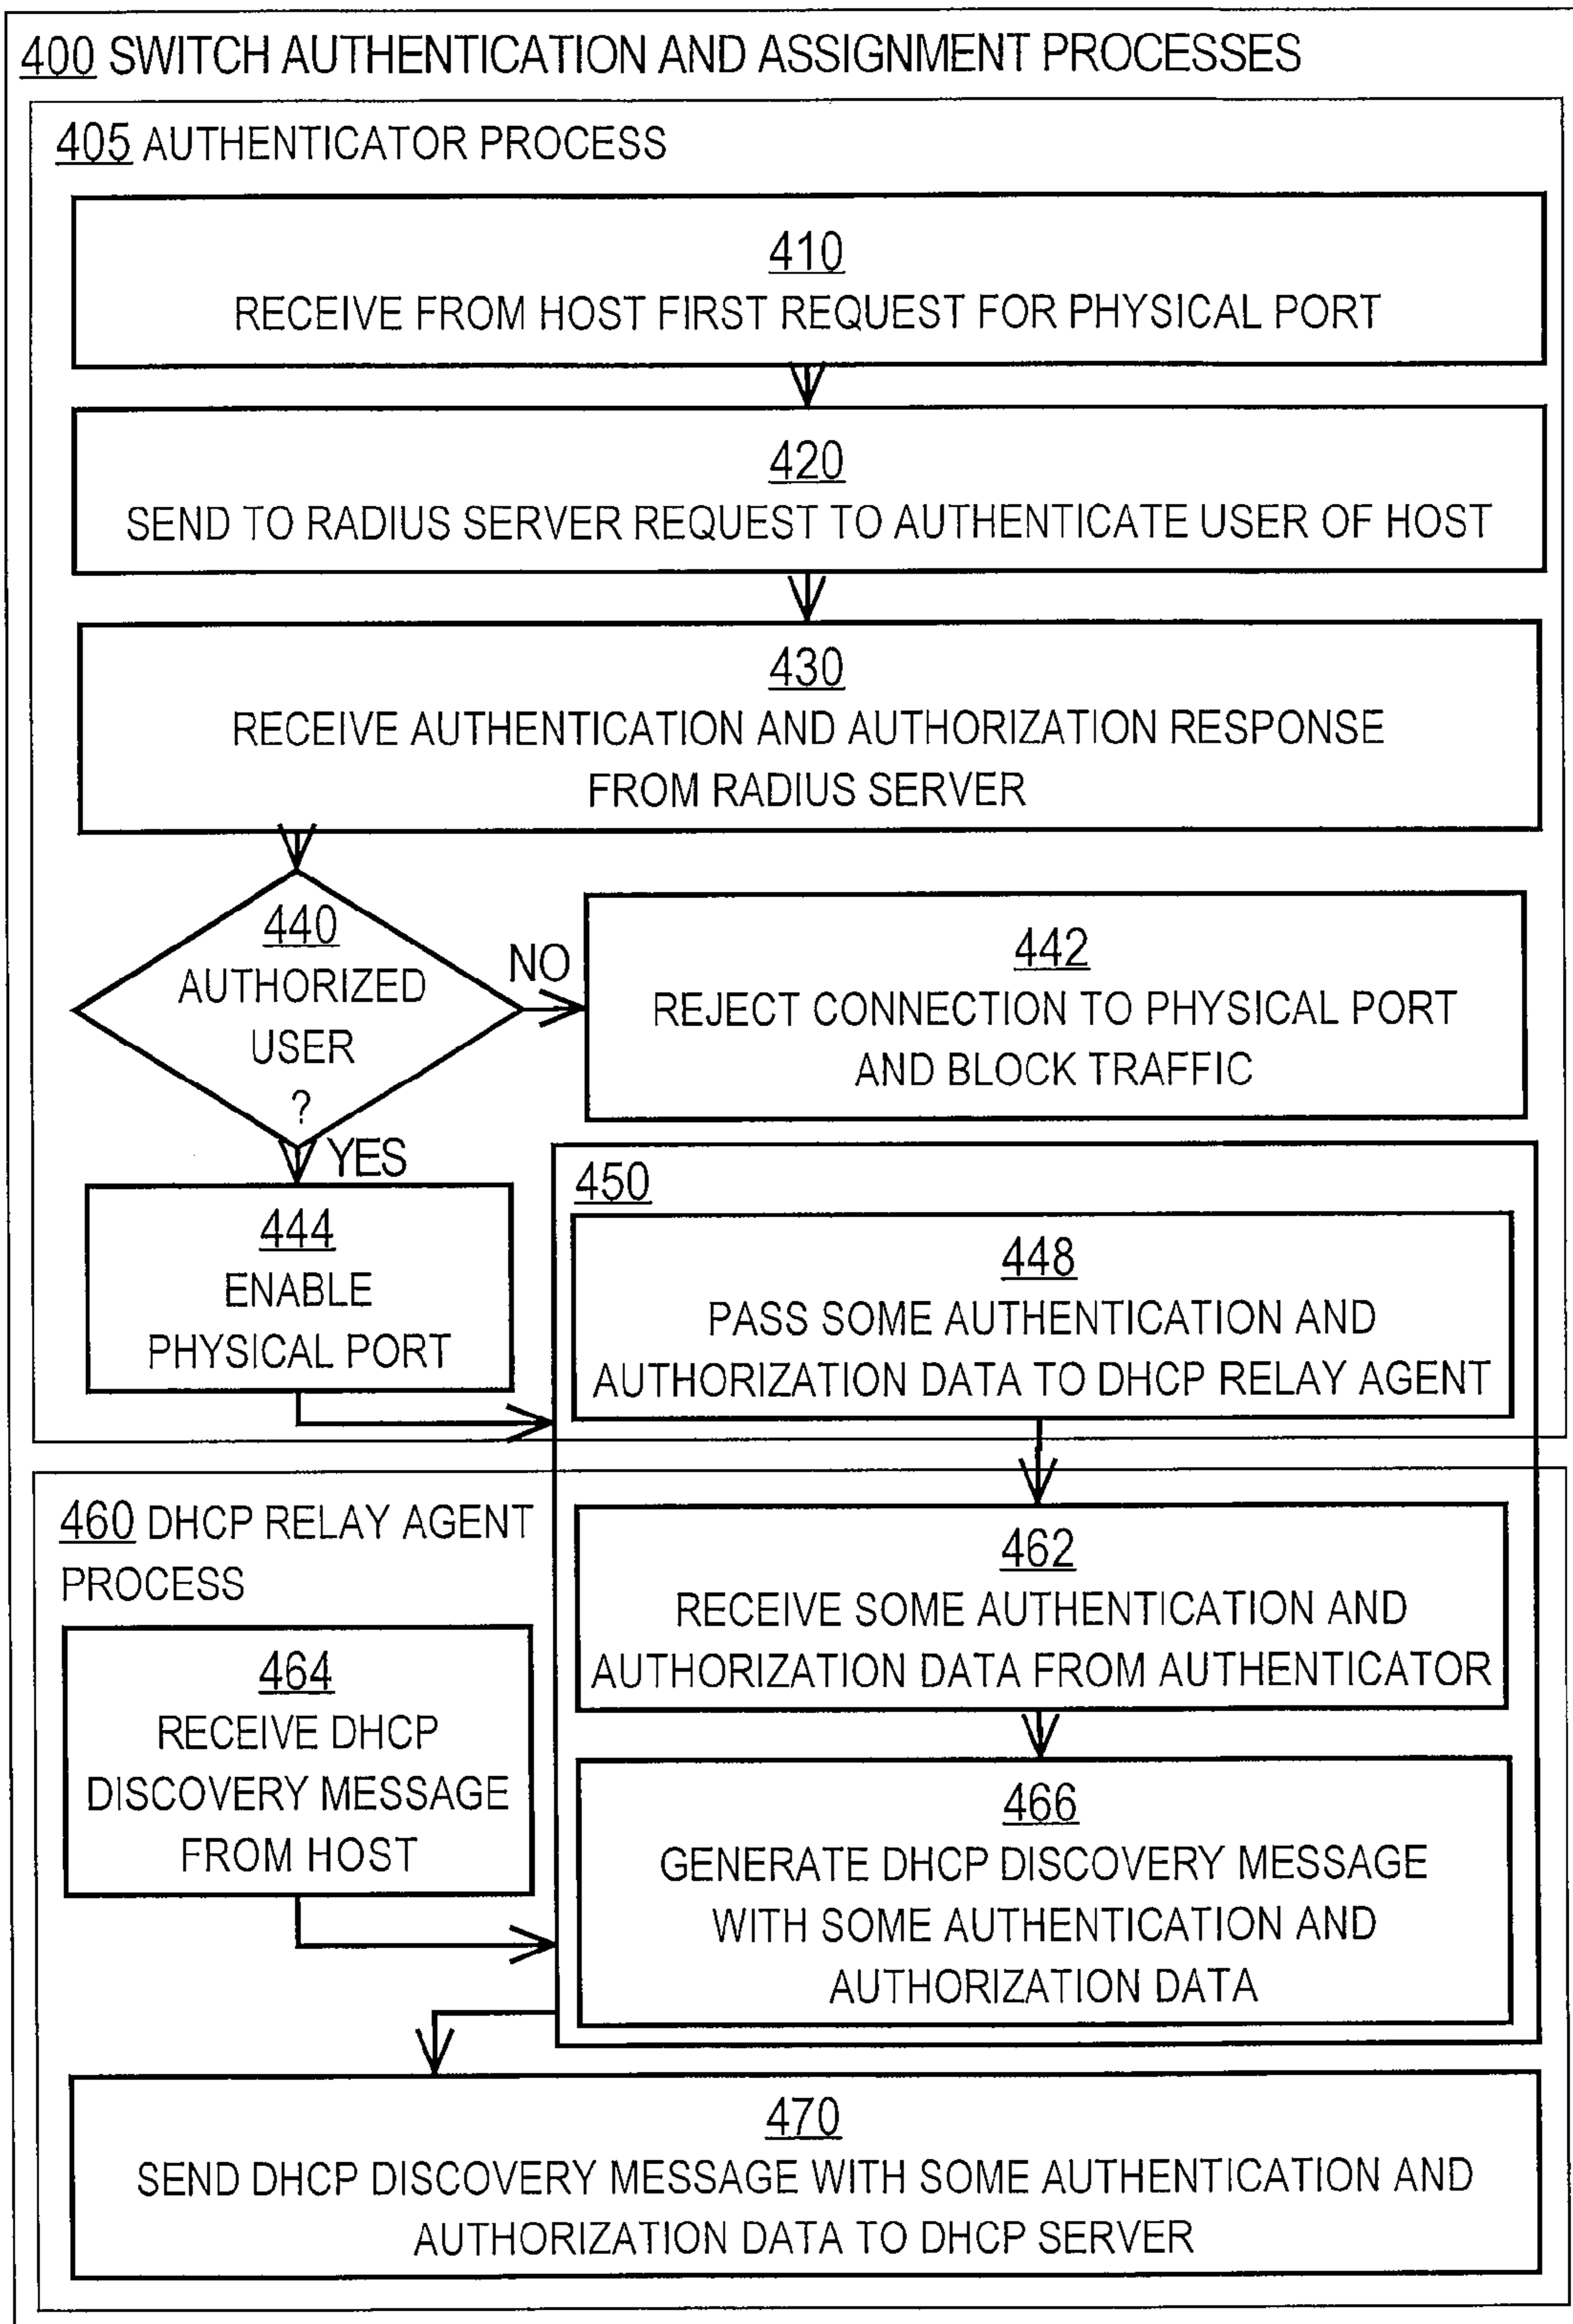 400 SWITCH AUTHENTICATION AND ASSIGNMENT PROCESSES
405 AUTHENTICATOR PROCESS
410
RECEIVE FROM HOST FIRST REQUEST FOR PHYSICAL PORT
420
SEND TO RADIUS SERVER REQUEST TO AUTHENTICATE USER OF HOST
430
RECEIVE AUTHENTICATION AND AUTHORIZATION RESPONSE
FROM RADIUS SERVER
440
AUTHORIZED
USER
?
NO
442
REJECT CONNECTION TO PHYSICAL PORT
AND BLOCK TRAFFIC
YES
444
ENABLE
PHYSICAL PORT
450
448
PASS SOME AUTHENTICATION AND
AUTHORIZATION DATA TO DHCP RELAY AGENT
460 DHCP RELAY AGENT
PROCESS
462
RECEIVE SOME AUTHENTICATION AND
AUTHORIZATION DATA FROM AUTHENTICATOR
464
RECEIVE DHCP
DISCOVERY MESSAGE
FROM HOST
466
GENERATE DHCP DISCOVERY MESSAGE
WITH SOME AUTHENTICATION AND
AUTHORIZATION DATA
470
SEND DHCP DISCOVERY MESSAGE WITH SOME AUTHENTICATION AND
AUTHORIZATION DATA TO DHCP SERVER